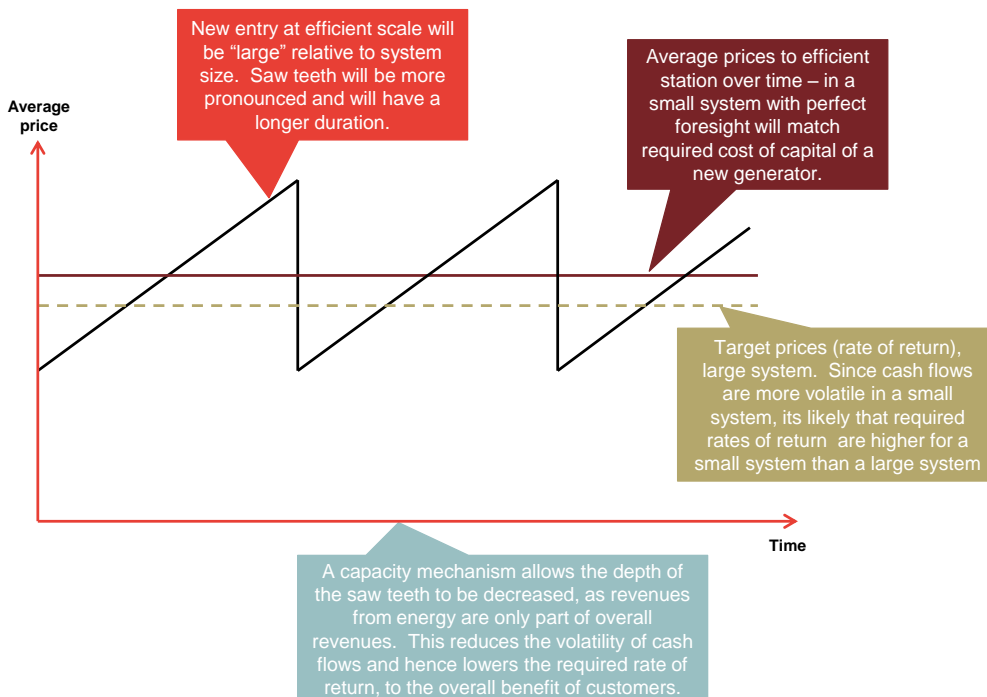 New entry at efficient scale will
be “large” relative to system
size.  Saw teeth will be more
pronounced and will have a
longer duration.
Average prices to efficient
station over time – in a
small system with perfect
foresight will match
required cost of capital of a
new generator.
Average
price
Target prices (rate of return),
large system.  Since cash flows
are more volatile in a small
system, its likely that required
rates of return  are higher for a
small system than a large system
Time
A capacity mechanism allows the depth of
the saw teeth to be decreased, as revenues
from energy are only part of overall
revenues.  This reduces the volatility of cash
flows and hence lowers the required rate of
return, to the overall benefit of customers.